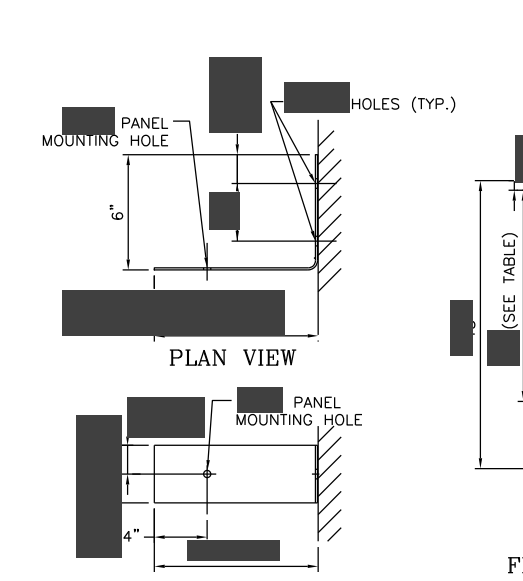 HOLES (TYP.)
PANEL
MOUNTING HOLE
6"
(SEE TABLE)
PLAN VIEW
PANEL
MOUNTING HOLE
4"